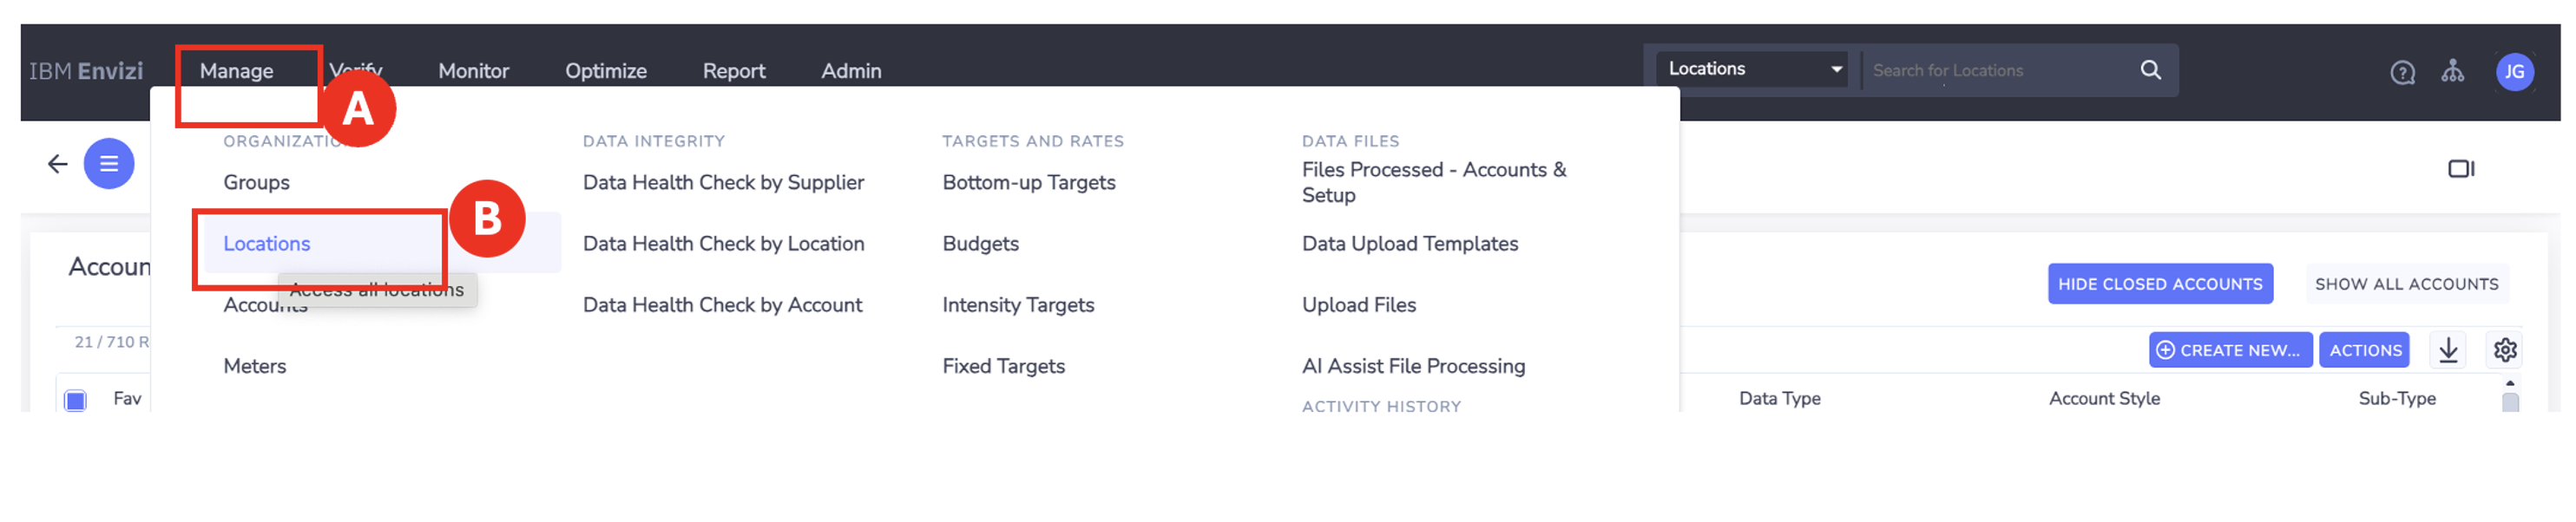 IBM Envizi Manage Verify Monitor Optimize Report Admin Locations Search for Locations JG
A
ORGANIZATIO DATA INTEGRITY TARGETS AND RATES DATA FILES
Groups Data Health Check by Supplier Bottom-up Targets Files Processed - Accounts &
Setup
B
Locations Data Health Check by Location Budgets Data Upload Templates
Accoun
HIDE CLOSED ACCOUNTS SHOW ALL ACCOUNTS
Access all locations
Accounts Data Health Check by Account Intensity Targets Upload Files
21 / 710 R
CREATE NEW... ACTIONS
Meters Fixed Targets AI Assist File Processing
Fav ACTIVITY HISTORY Data Type Account Style Sub-Type